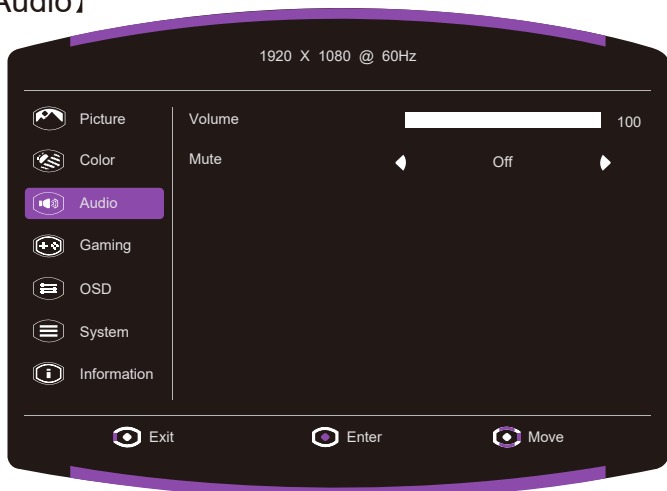 Audio】
1920 X 1080 @ 60Hz
Picture
Volume 100
Color
Mute Off
Audio
Gaming
OSD
System
Information
Exit Enter Move